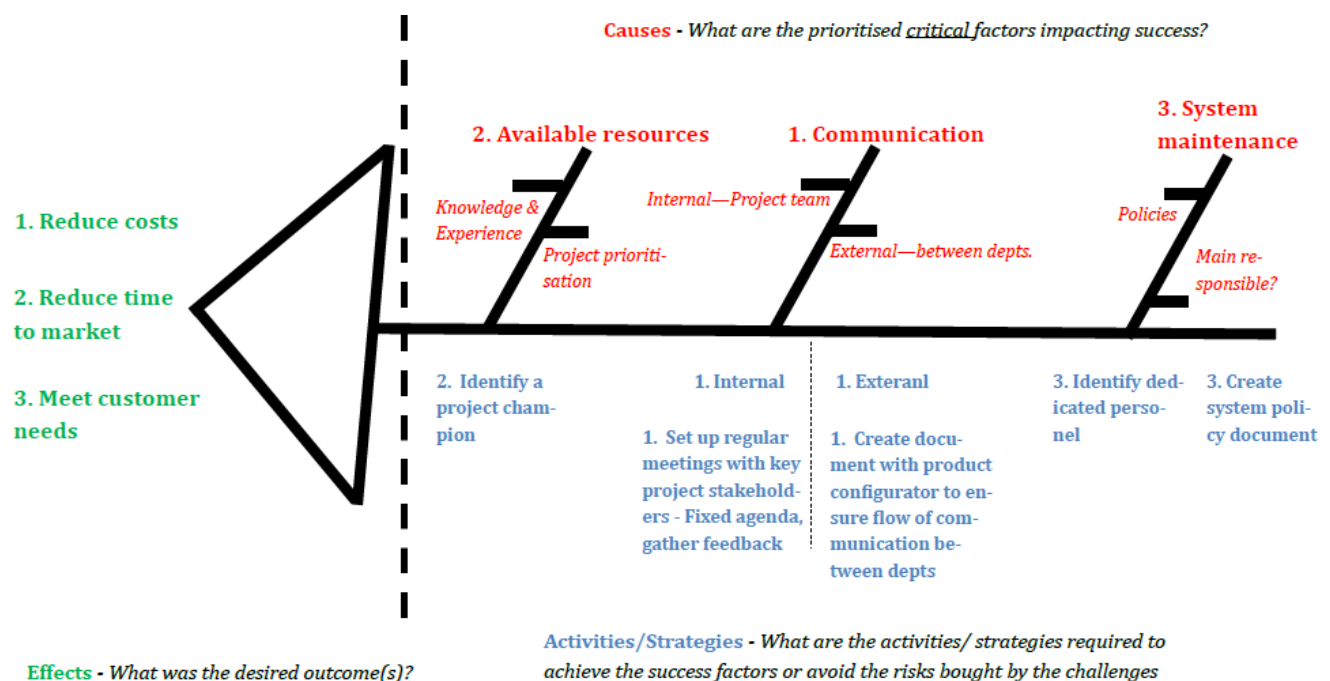 Causes - What are the prioritised critical factors impacting success?
2. Available resources
Knowledge &
Experience
Project prioriti-
sation
1. Communication
Internal—Project team
External—between depts.
3. System
maintenance
Policies
Main re-
sponsible?
1. Reduce costs
2. Reduce time
to market
3. Meet customer
needs
2. Identify a
project cham-
pion
1. Internal
1. Set up regular
meetings with key
project stakehold-
ers - Fixed agenda,
gather feedback
1. Exteranl
1. Create docu-
ment with product
configurator to en-
sure flow of com-
munication be-
tween depts
3. Identify ded-
icated perso-
nel
3. Create
system poli-
cy document
Effects - What was the desired outcome(s)?
Activities/Strategies - What are the activities/ strategies required to
achieve the success factors or avoid the risks bought by the challenges